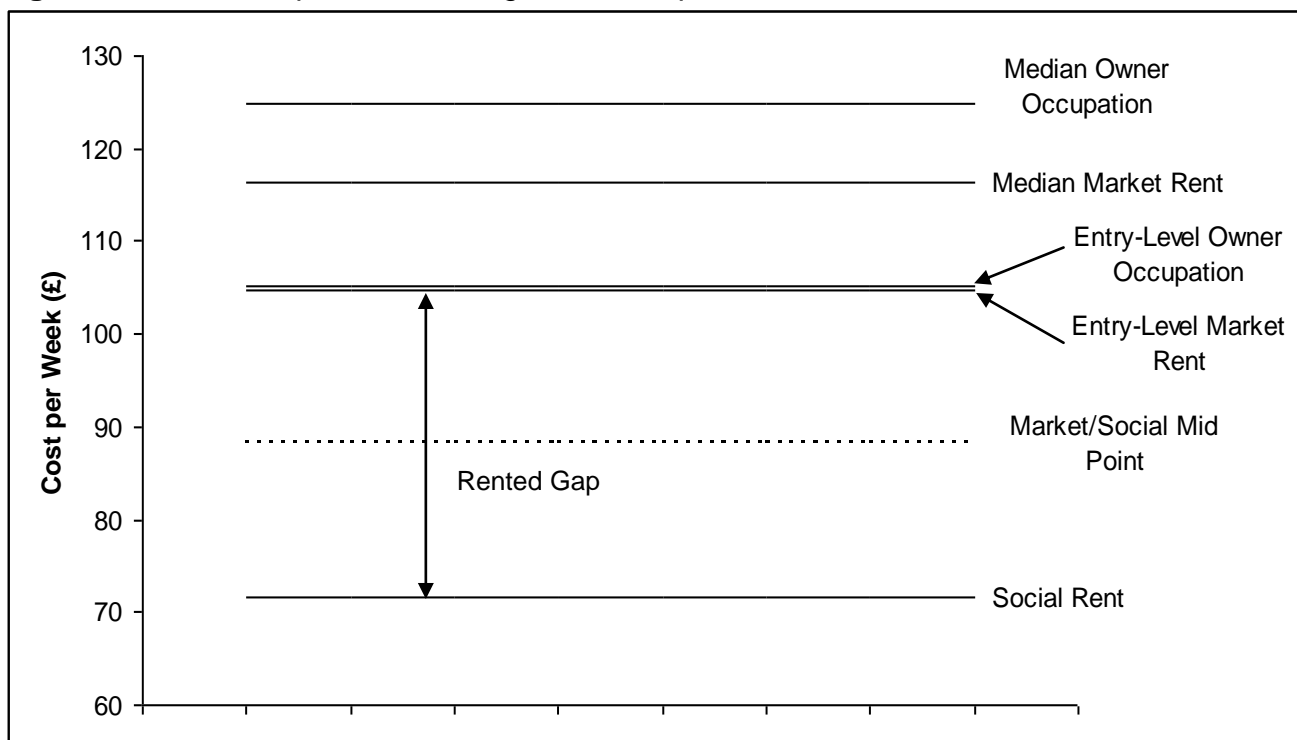 130
120
110
100
90
80
70
60
Cost per Week (£)
Median Owner
Occupation
Median Market Rent
Entry-Level Owner
Occupation
Entry-Level Market
Rent
Market/Social Mid
Point
Rented Gap
Social Rent